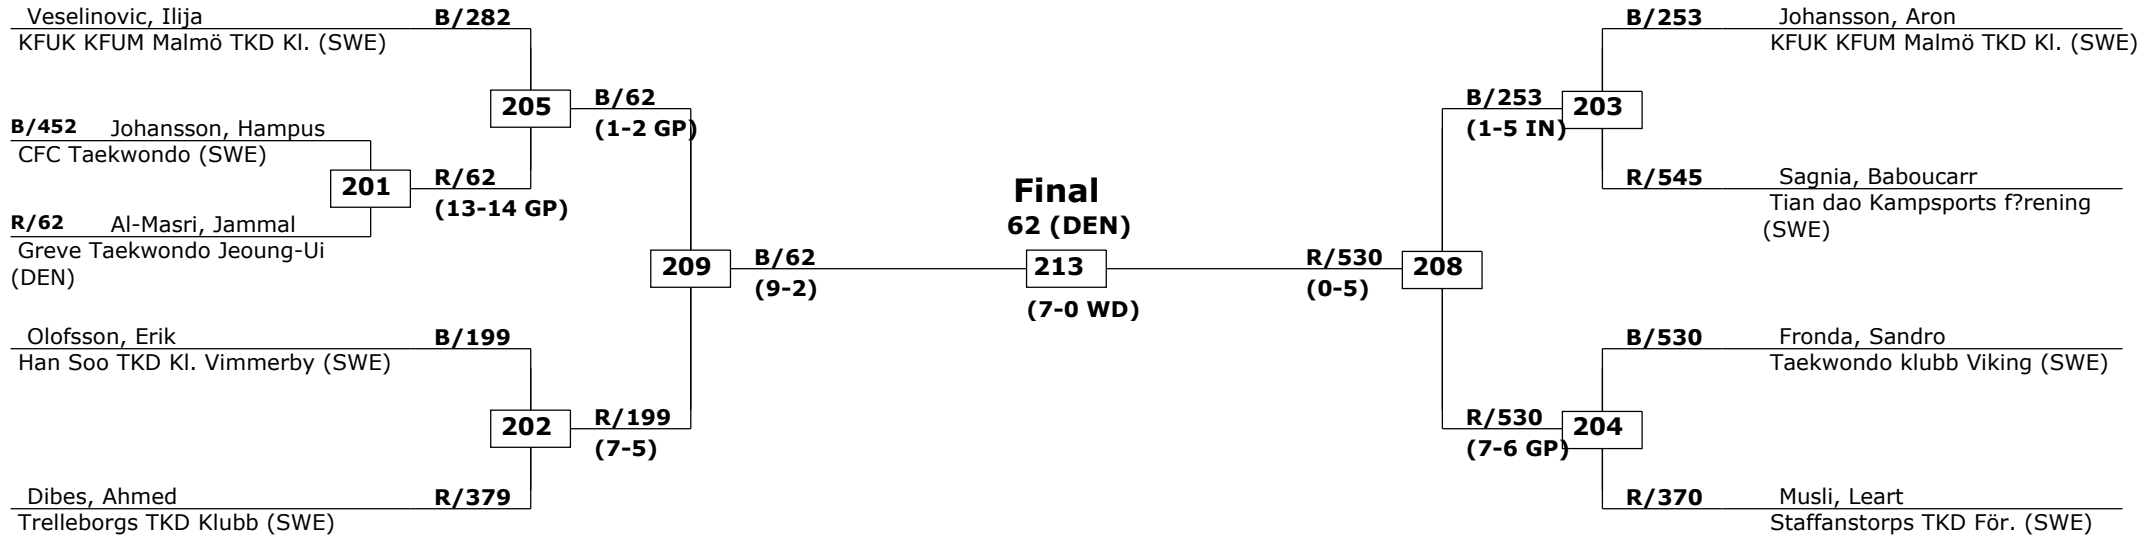 Veselinovic, Ilija
B/282
KFUK KFUM Malmö TKD Kl. (SWE)
205
B/62
(1-2 GP)
B/452
Johansson, Hampus
CFC Taekwondo (SWE)
201
R/62
(13-14 GP)
R/62
Al-Masri, Jammal
Greve Taekwondo Jeoung-Ui
(DEN)
209
B/62
(9-2)
Olofsson, Erik
B/199
Han Soo TKD Kl. Vimmerby (SWE)
202
R/199
(7-5)
Dibes, Ahmed
R/379
Trelleborgs TKD Klubb (SWE)
Final
62 (DEN)
213
(7-0 WD)
B/253
Johansson, Aron
KFUK KFUM Malmö TKD Kl. (SWE)
B/253
203
(1-5 IN)
R/545
Sagnia, Baboucarr
Tian dao Kampsports f?rening
(SWE)
R/530
208
(0-5)
B/530
Fronda, Sandro
Taekwondo klubb Viking (SWE)
R/530
204
(7-6 GP)
R/370
Musli, Leart
Staffanstorps TKD För. (SWE)